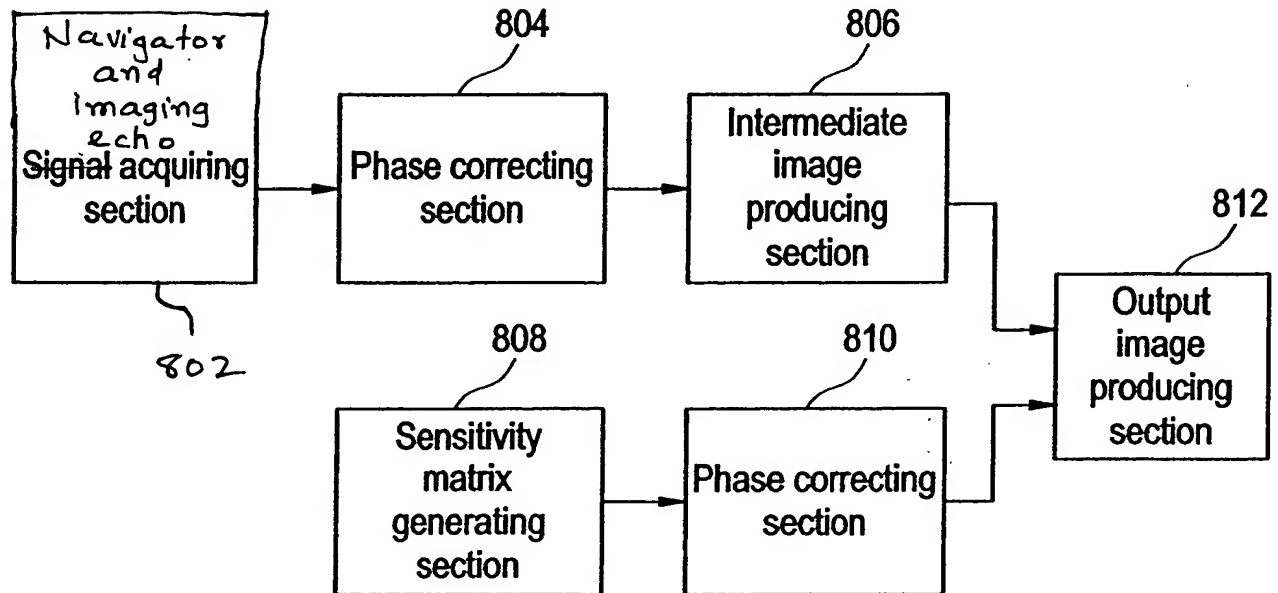 Navigator
and
imaging
echo
Signal acquiring
section
802
804
Phase correcting
section
806
Intermediate
image
producing
section
808
Sensitivity
matrix
generating
section
810
Phase correcting
section
812
Output
image
producing
section